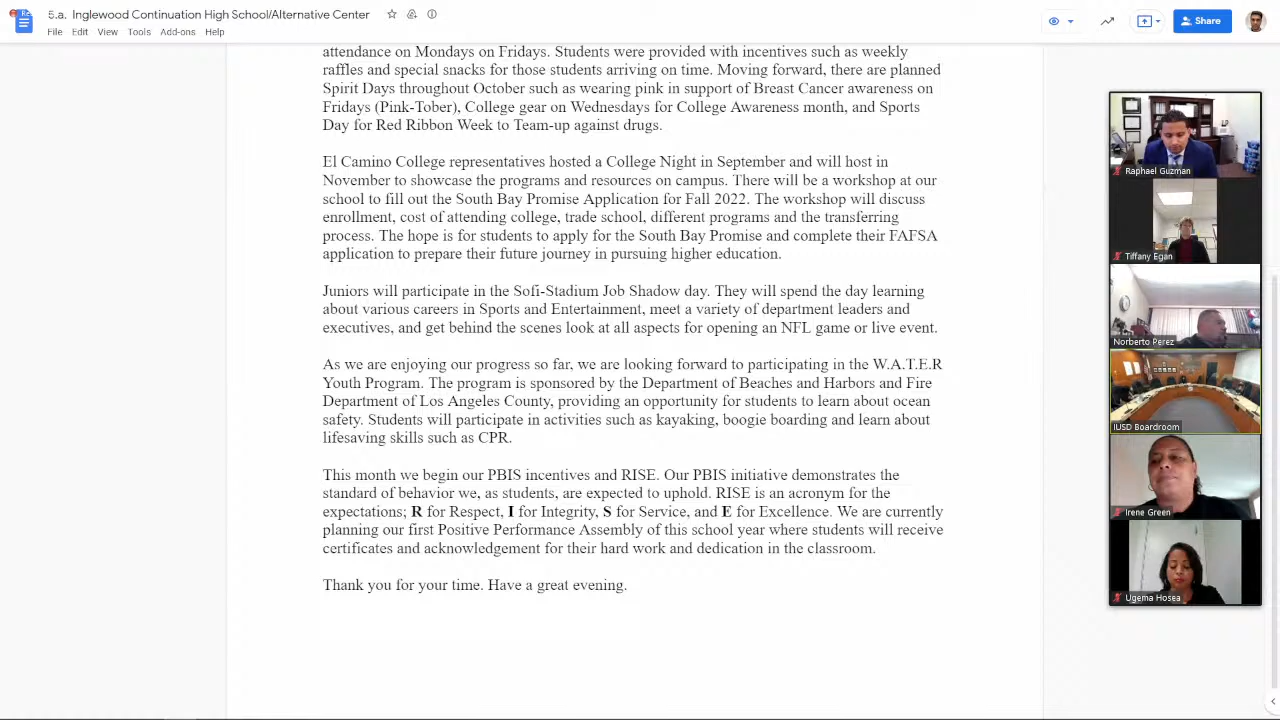 5.a. Inglewood Continuation High School/Alternative Center
File Edit View Tools Add-ons Help
Share
attendance on Mondays on Fridays. Students were provided with incentives such as weekly
raffles and special snacks for those students arriving on time. Moving forward, there are planned
Spirit Days throughout October such as wearing pink in support of Breast Cancer awareness on
Fridays (Pink-Tober), College gear on Wednesdays for College Awareness month, and Sports
Day for Red Ribbon Week to Team-up against drugs.
El Camino College representatives hosted a College Night in September and will host in
November to showcase the programs and resources on campus. There will be a workshop at our
school to fill out the South Bay Promise Application for Fall 2022. The workshop will discuss
enrollment, cost of attending college, trade school, different programs and the transferring
process. The hope is for students to apply for the South Bay Promise and complete their FAFSA
application to prepare their future journey in pursuing higher education.
Juniors will participate in the Sofi-Stadium Job Shadow day. They will spend the day learning
about various careers in Sports and Entertainment, meet a variety of department leaders and
executives, and get behind the scenes look at all aspects for opening an NFL game or live event.
As we are enjoying our progress so far, we are looking forward to participating in the W.A.T.E.R
Youth Program. The program is sponsored by the Department of Beaches and Harbors and Fire
Department of Los Angeles County, providing an opportunity for students to learn about ocean
safety. Students will participate in activities such as kayaking, boogie boarding and learn about
lifesaving skills such as CPR.
This month we begin our PBIS incentives and RISE. Our PBIS initiative demonstrates the
standard of behavior we, as students, are expected to uphold. RISE is an acronym for the
expectations; R for Respect, I for Integrity, S for Service, and E for Excellence. We are currently
planning our first Positive Performance Assembly of this school year where students will receive
certificates and acknowledgement for their hard work and dedication in the classroom.
Thank you for your time. Have a great evening.
Raphael Guzman
Tiffany Egan
Norberto Perez
IUSD Boardroom
Irene Green
Ugema Hosea